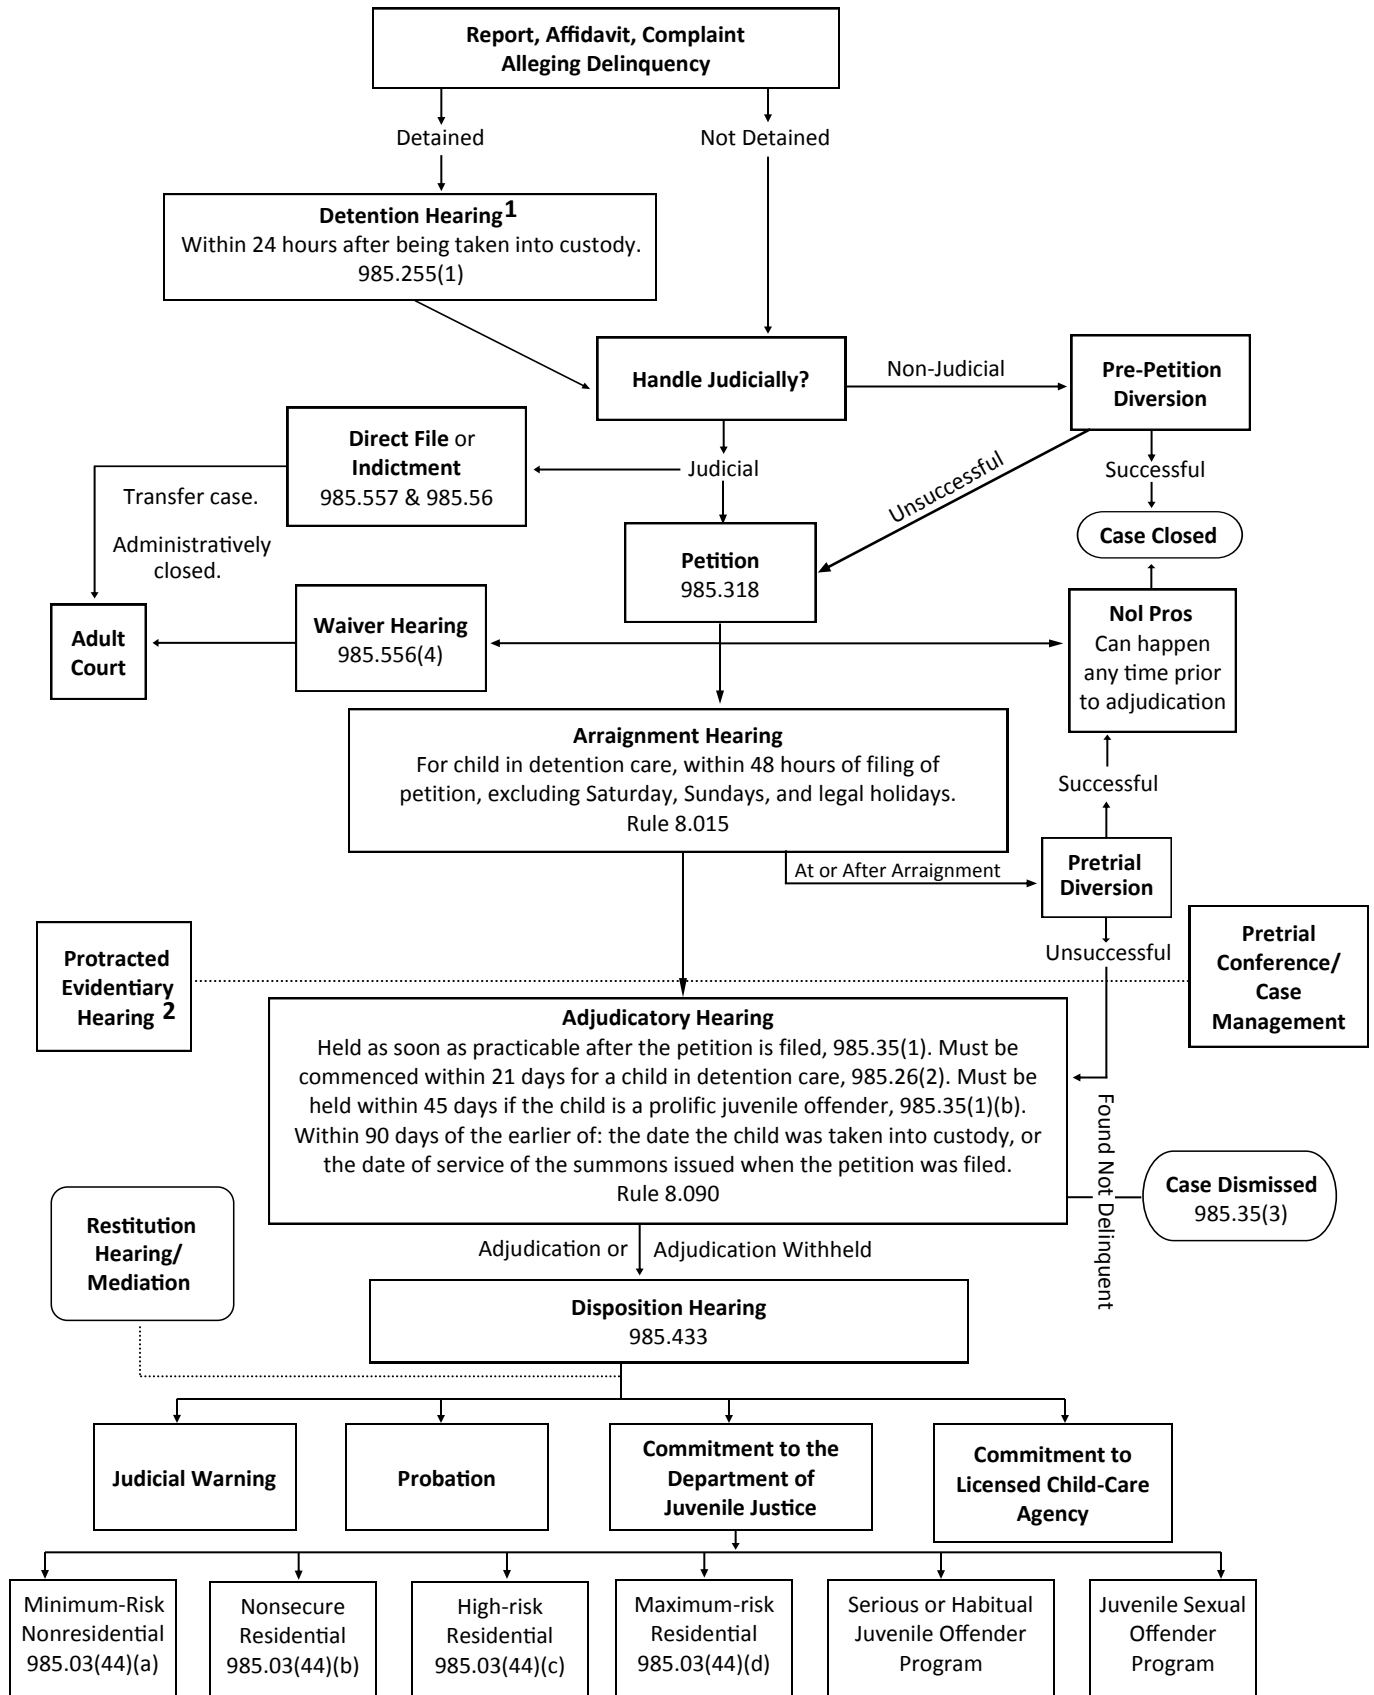 Report, Affidavit, Complaint
Alleging Delinquency
Detained
Not Detained
Detention Hearing1
Within 24 hours after being taken into custody.
985.255(1)
Handle Judicially?
Non-Judicial
Pre-Petition
Diversion
Direct File or
Indictment
985.557 & 985.56
Judicial
Unsuccessful
Successful
Transfer case.
Administratively
closed.
Case Closed
Petition
985.318
Adult
Court
Waiver Hearing
985.556(4)
Nol Pros
Can happen
any time prior
to adjudication
Arraignment Hearing
For child in detention care, within 48 hours of filing of
petition, excluding Saturday, Sundays, and legal holidays.
Rule 8.015
Successful
At or After Arraignment
Pretrial
Diversion
Unsuccessful
Protracted
Evidentiary
Hearing 2
Pretrial
Conference/
Case
Management
Adjudicatory Hearing
Held as soon as practicable after the petition is filed, 985.35(1). Must be
commenced within 21 days for a child in detention care, 985.26(2). Must be
held within 45 days if the child is a prolific juvenile offender, 985.35(1)(b).
Within 90 days of the earlier of: the date the child was taken into custody, or
the date of service of the summons issued when the petition was filed.
Rule 8.090
Found Not Delinquent
Case Dismissed
985.35(3)
Restitution
Hearing/
Mediation
Adjudication or
Adjudication Withheld
Disposition Hearing
985.433
Judicial Warning
Probation
Commitment to the
Department of
Juvenile Justice
Commitment to
Licensed Child-Care
Agency
Minimum-Risk
Nonresidential
985.03(44)(a)
Nonsecure
Residential
985.03(44)(b)
High-risk
Residential
985.03(44)(c)
Maximum-risk
Residential
985.03(44)(d)
Serious or Habitual
Juvenile Offender
Program
Juvenile Sexual
Offender
Program